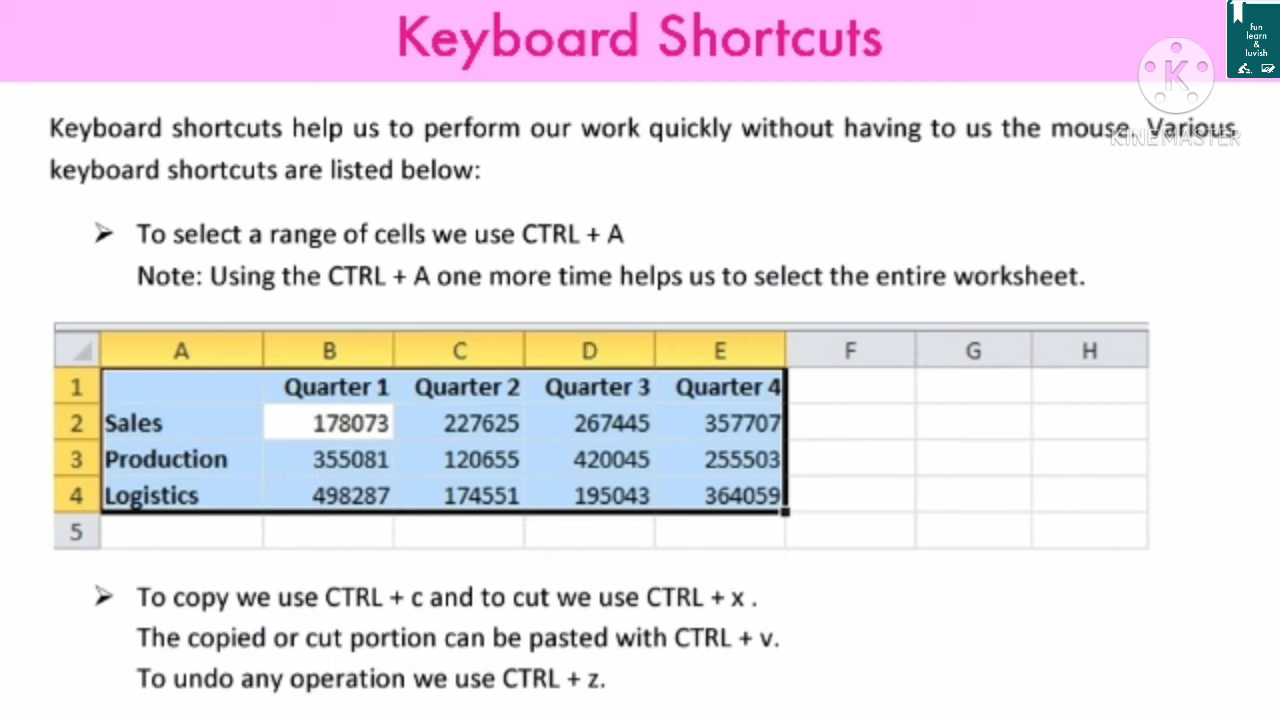 Keyboard Shortcuts
fun
learn
&
luvish
K
KINEMASTER
Keyboard shortcuts help us to perform our work quickly without having to us the mouse. Various
keyboard shortcuts are listed below:
➢ To select a range of cells we use CTRL + A
Note: Using the CTRL + A one more time helps us to select the entire worksheet.
A B C D E F G H
1 Quarter 1 Quarter 2 Quarter 3 Quarter 4
2 Sales 178073 227625 267445 357707
3 Production 355081 120655 420045 255503
4 Logistics 498287 174551 195043 364059
5
➢ To copy we use CTRL + c and to cut we use CTRL + x .
The copied or cut portion can be pasted with CTRL + v.
To undo any operation we use CTRL + z.